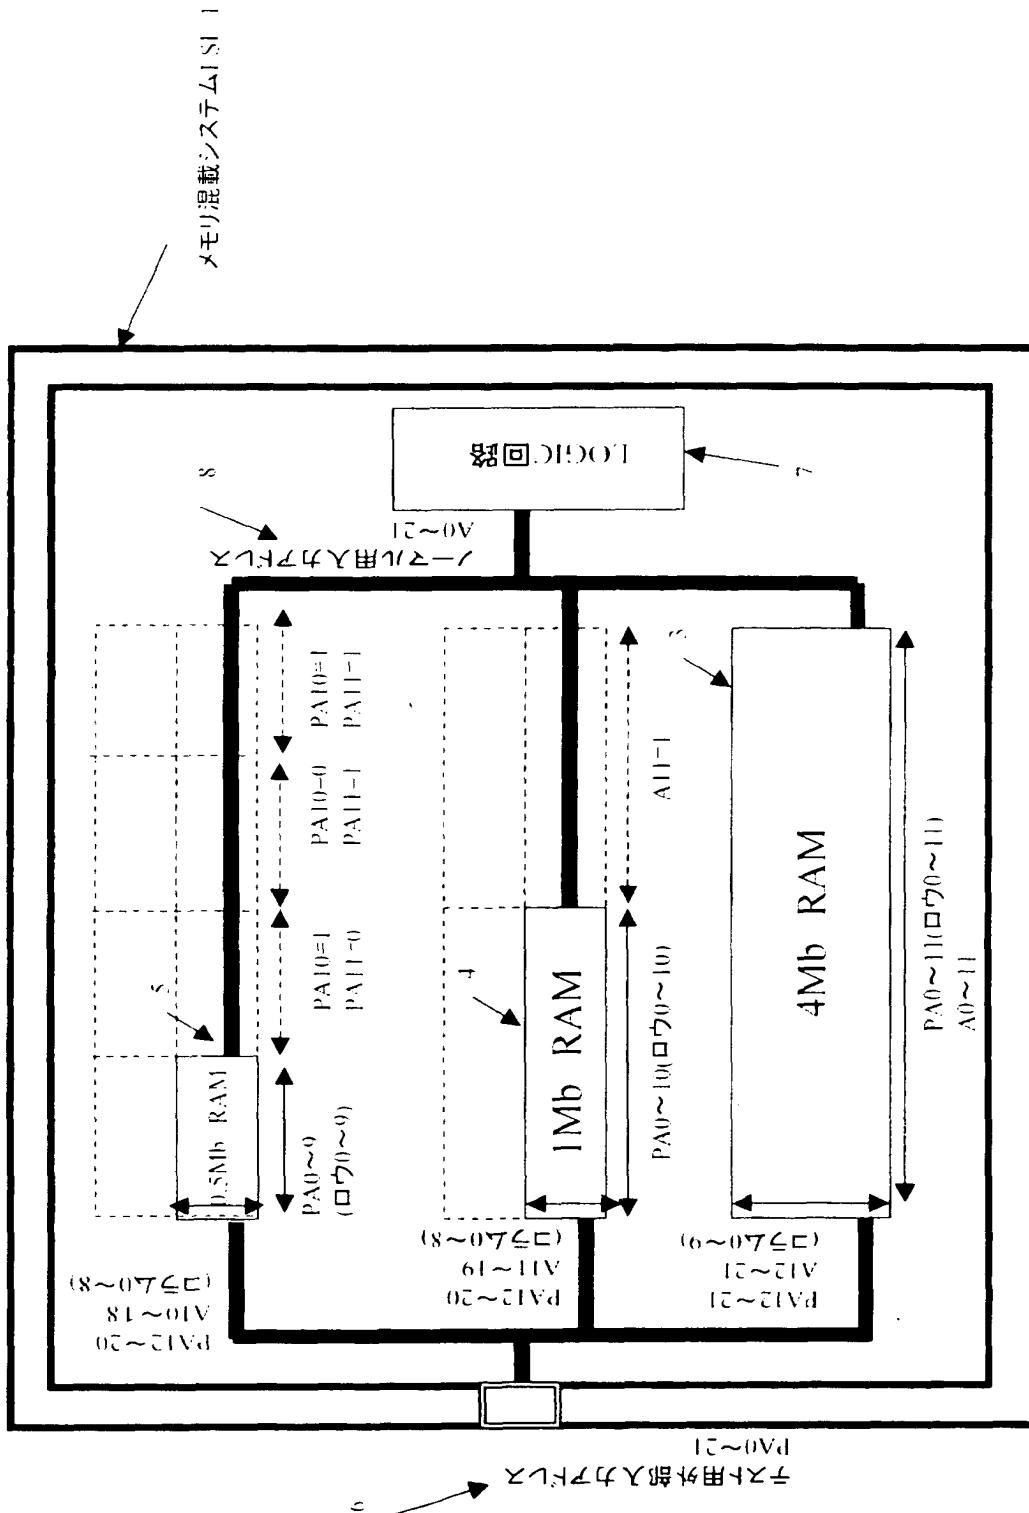 メモリ混載システムLSI 1
LOGIC回路
7
8
A0～21
ノーマル用入力アドレス
PA10=1
PA11=1
PA10=0
PA11=1
PA10=1
PA11=0
5
0.5Mb RAM
PA0～9
(ロウ0～9)
PA12～20
A10～18
(コラム0～8)
A11=1
4
1Mb RAM
PA0～10(ロウ0～10)
PA12～20
A11～19
(コラム0～8)
3
4Mb RAM
PA0～11(ロウ0～11)
A0～11
PA12～21
A12～21
(コラム0～9)
PA0～21
テスト用外部入力アドレス